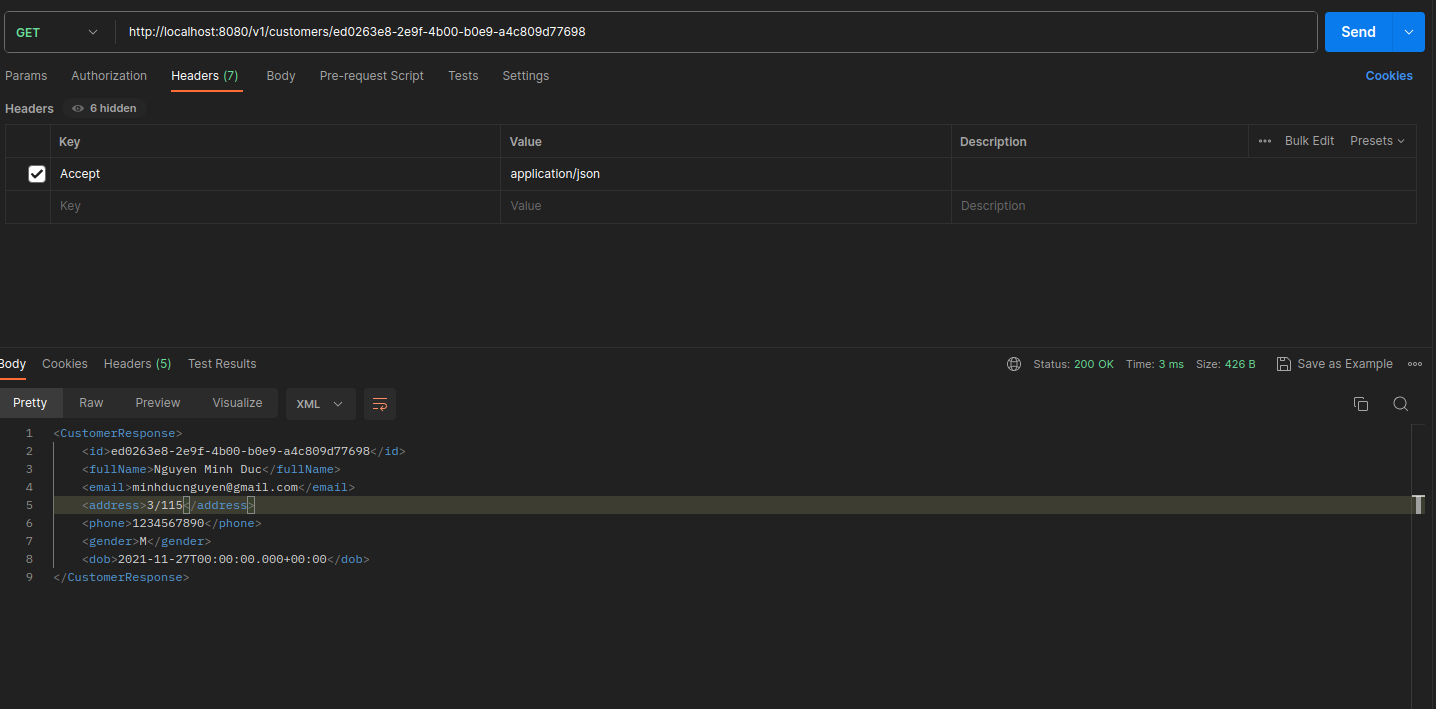 GET http://localhost:8080/v1/customers/ed0263e8-2e9f-4b00-b0e9-a4c809d77698 Send
Params Authorization Headers (7) Body Pre-request Script Tests Settings Cookies
Headers 6 hidden
Key Value Description ••• Bulk Edit Presets
Accept application/json
Key Value Description
Body Cookies Headers (5) Test Results Status: 200 OK Time: 3 ms Size: 426 B Save as Example •••
Pretty Raw Preview Visualize XML
1 <CustomerResponse>
2 <id>ed0263e8-2e9f-4b00-b0e9-a4c809d77698</id>
3 <fullName>Nguyen Minh Duc</fullName>
4 <email>minhducnguyen@gmail.com</email>
5 <address>3/115</address>
6 <phone>1234567890</phone>
7 <gender>M</gender>
8 <dob>2021-11-27T00:00:00.000+00:00</dob>
9 </CustomerResponse>